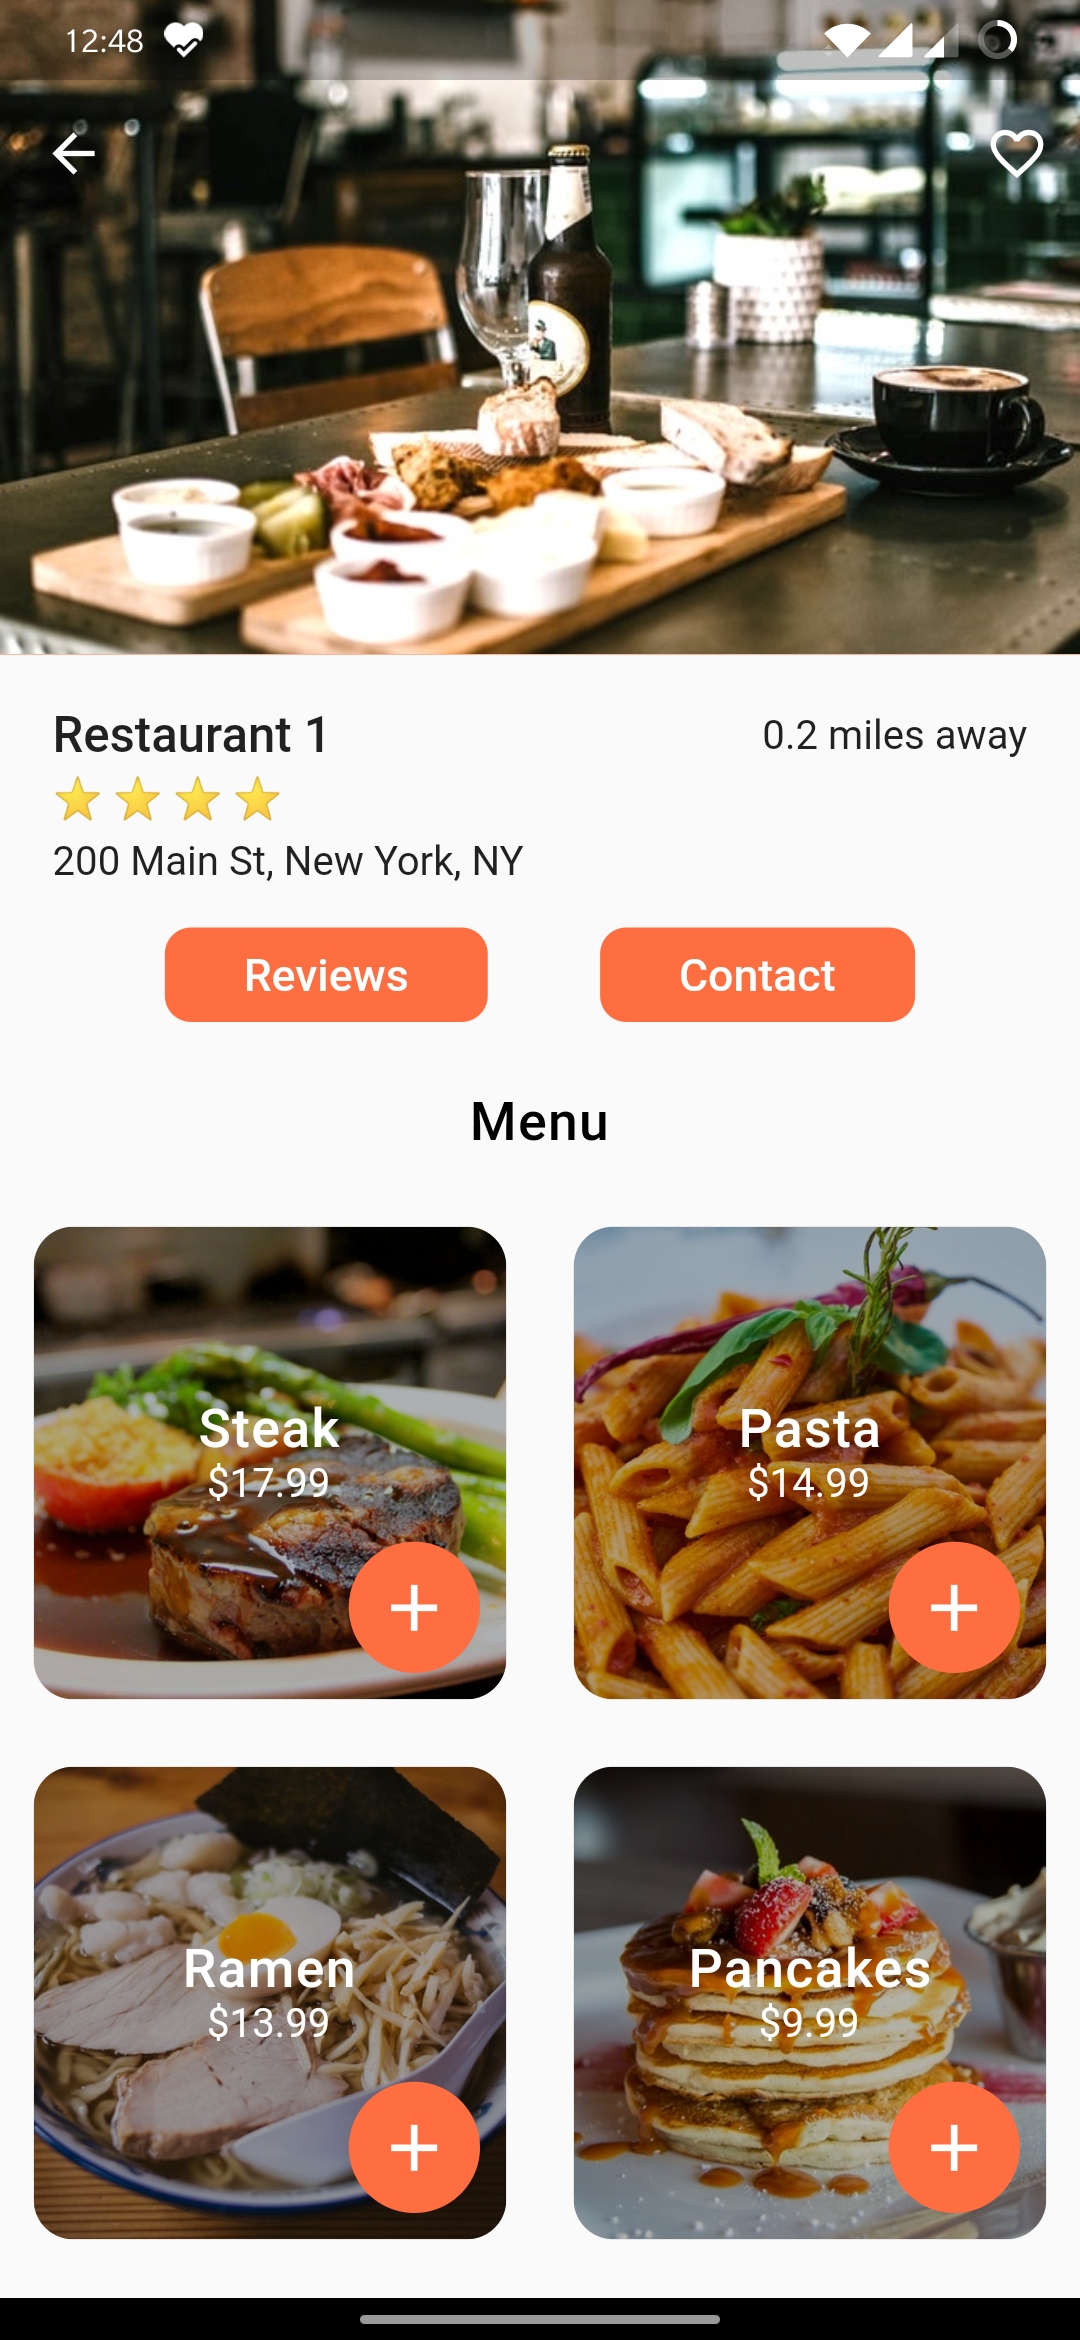 12:48
Restaurant 1
0.2 miles away
200 Main St, New York, NY
Reviews
Contact
Menu
Steak
$17.99
Pasta
$14.99
Ramen
$13.99
Pancakes
$9.99